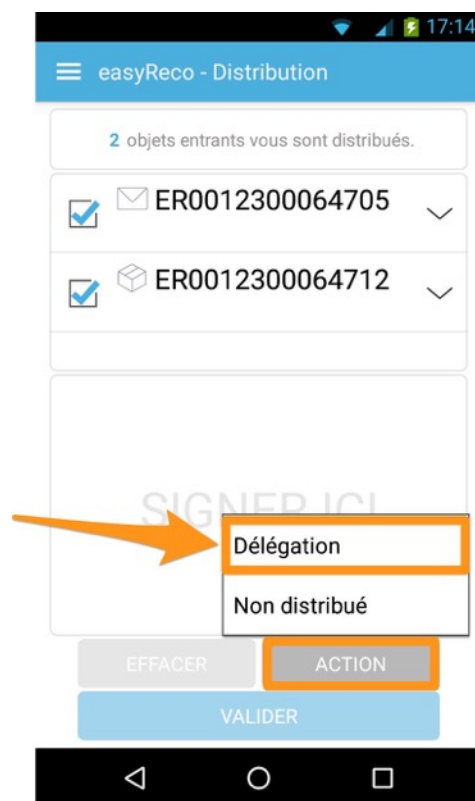 17:14
easyReco - Distribution
2 objets entrants vous sont distribués.
ER0012300064705
ER0012300064712
SIGNER ICI
Délégation
Non distribué
EFFACER
ACTION
VALIDER